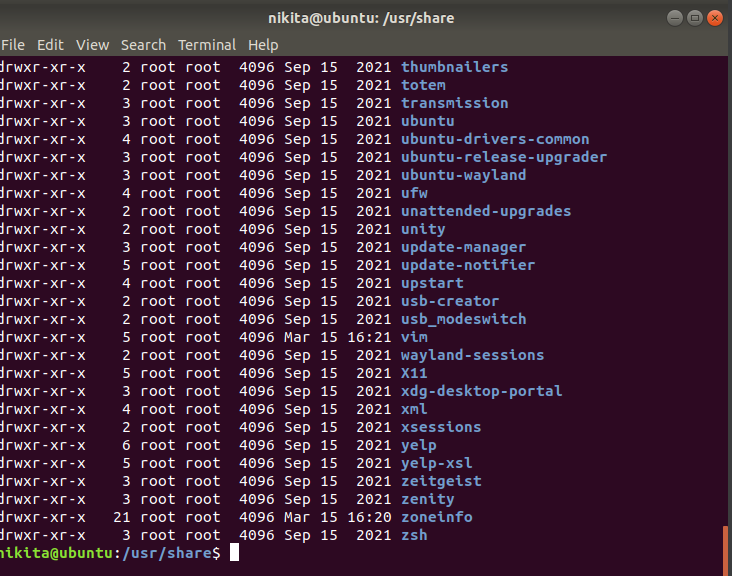 nikita@ubuntu: /usr/share
File Edit View Search Terminal Help
drwxr-xr-x 2 root root 4096 Sep 15 2021 thumbnailers
drwxr-xr-x 2 root root 4096 Sep 15 2021 totem
drwxr-xr-x 3 root root 4096 Sep 15 2021 transmission
drwxr-xr-x 3 root root 4096 Sep 15 2021 ubuntu
drwxr-xr-x 4 root root 4096 Sep 15 2021 ubuntu-drivers-common
drwxr-xr-x 3 root root 4096 Sep 15 2021 ubuntu-release-upgrader
drwxr-xr-x 3 root root 4096 Sep 15 2021 ubuntu-wayland
drwxr-xr-x 4 root root 4096 Sep 15 2021 ufw
drwxr-xr-x 2 root root 4096 Sep 15 2021 unattended-upgrades
drwxr-xr-x 2 root root 4096 Sep 15 2021 unity
drwxr-xr-x 3 root root 4096 Sep 15 2021 update-manager
drwxr-xr-x 5 root root 4096 Sep 15 2021 update-notifier
drwxr-xr-x 4 root root 4096 Sep 15 2021 upstart
drwxr-xr-x 2 root root 4096 Sep 15 2021 usb-creator
drwxr-xr-x 2 root root 4096 Sep 15 2021 usb_modeswitch
drwxr-xr-x 5 root root 4096 Mar 15 16:21 vim
drwxr-xr-x 2 root root 4096 Sep 15 2021 wayland-sessions
drwxr-xr-x 5 root root 4096 Sep 15 2021 X11
drwxr-xr-x 3 root root 4096 Sep 15 2021 xdg-desktop-portal
drwxr-xr-x 4 root root 4096 Sep 15 2021 xml
drwxr-xr-x 2 root root 4096 Sep 15 2021 xsessions
drwxr-xr-x 6 root root 4096 Sep 15 2021 yelp
drwxr-xr-x 5 root root 4096 Sep 15 2021 yelp-xsl
drwxr-xr-x 3 root root 4096 Sep 15 2021 zeitgeist
drwxr-xr-x 3 root root 4096 Sep 15 2021 zenity
drwxr-xr-x 21 root root 4096 Mar 15 16:20 zoneinfo
drwxr-xr-x 3 root root 4096 Sep 15 2021 zsh
nikita@ubuntu:/usr/share$